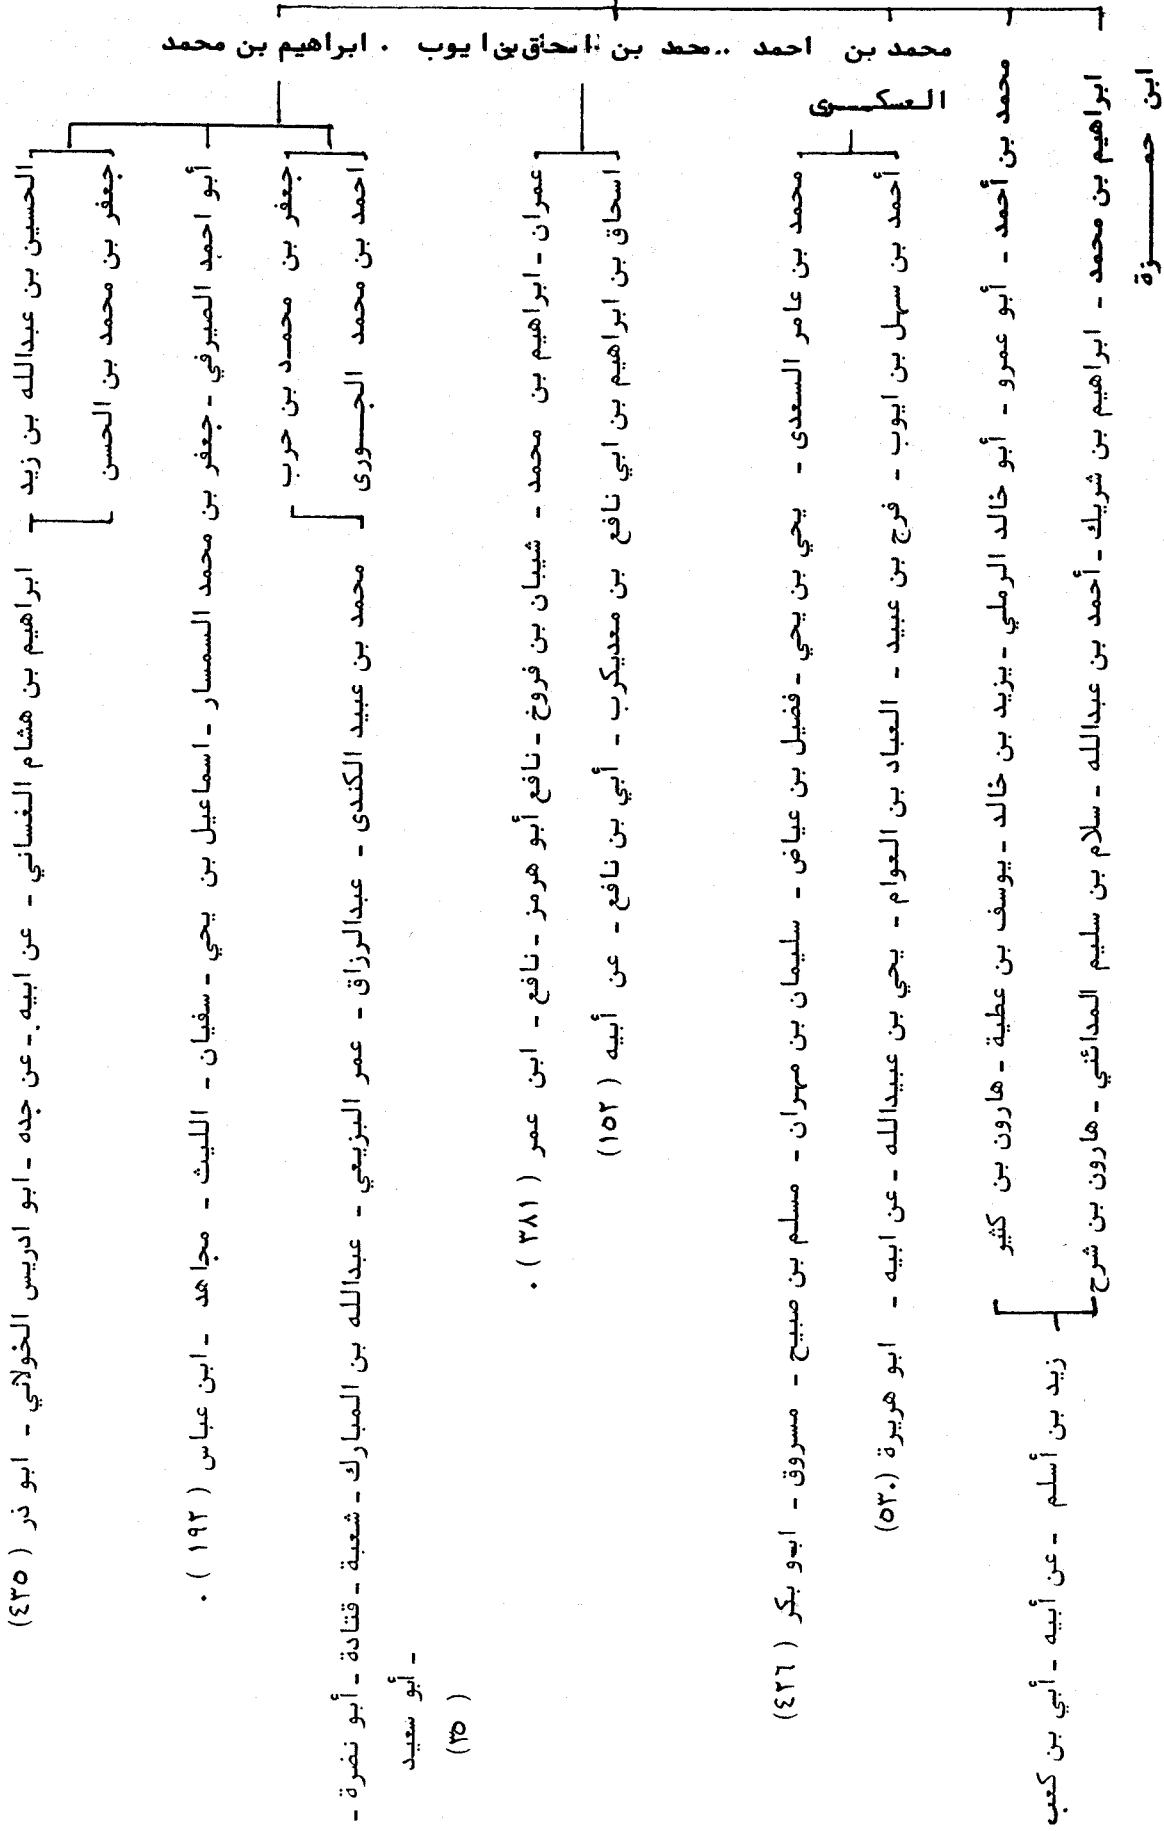 محمد بن احمد .. محمد بن اسحاق بن ايوب . ابراهيم بن محمد
العسكرى
ابن حمزة
ابراهيم بن محمد - ابراهيم بن شريك - أحمد بن عبدالله - سلام بن سليم المدائني - هارون بن شرح
محمد بن أحمد - أبو عمرو - أبو خالد الرملي - يزيد بن خالد - يوسف بن عطية - هارون بن كثير
زيد بن أسلم - عن أبيه - أبي بن كعب
أحمد بن سهل بن ايوب - فرج بن عبيد - العباد بن العوام - يحي بن عبيدالله - عن ابيه - ابو هريرة (٥٣٠)
محمد بن عامر السعدى - يحي بن يحي - فضيل بن عياض - سليمان بن مهران - مسلم بن صبيح - مسروق - ابو بكر (٤٢٦)
اسحاق بن ابراهيم بن ابي نافع بن معديكرب - أبي بن نافع - عن أبيه (١٥٢)
عمران - ابراهيم بن محمد - شيبان بن فروخ - نافع أبو هرمز - نافع - ابن عمر (٣٨١) .
احمد بن محمد الجورى
جعفر بن محمد بن حرب
محمد بن عبيد الكندى - عبدالرزاق - عمر البزيعي - عبدالله بن المبارك - شعبة - قتادة - أبو نضرة -
- أبو سعيد
(٣٥)
أبو احمد الصيرفي - جعفر بن محمد السمسار - اسماعيل بن يحي - سفيان - الليث - مجاهد - ابن عباس (١٩٢) .
جعفر بن محمد بن الحسن
الحسين بن عبدالله بن زيد
ابراهيم بن هشام الغساني - عن ابيه - عن جده - ابو ادريس الخولاني - ابو ذر (٤٣٥)